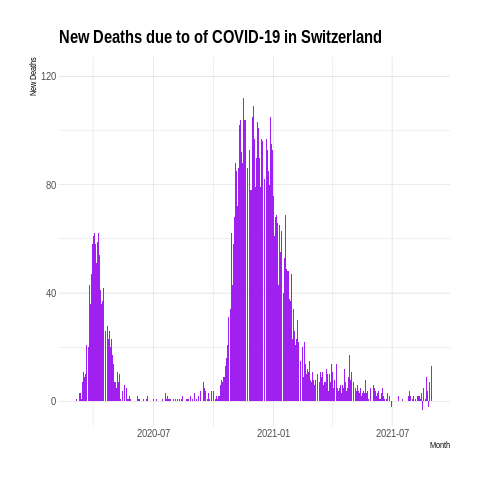 New Deaths due to of COVID-19 in Switzerland
New Deaths
120
80
40
0
2020-07 2021-01 2021-07
Month